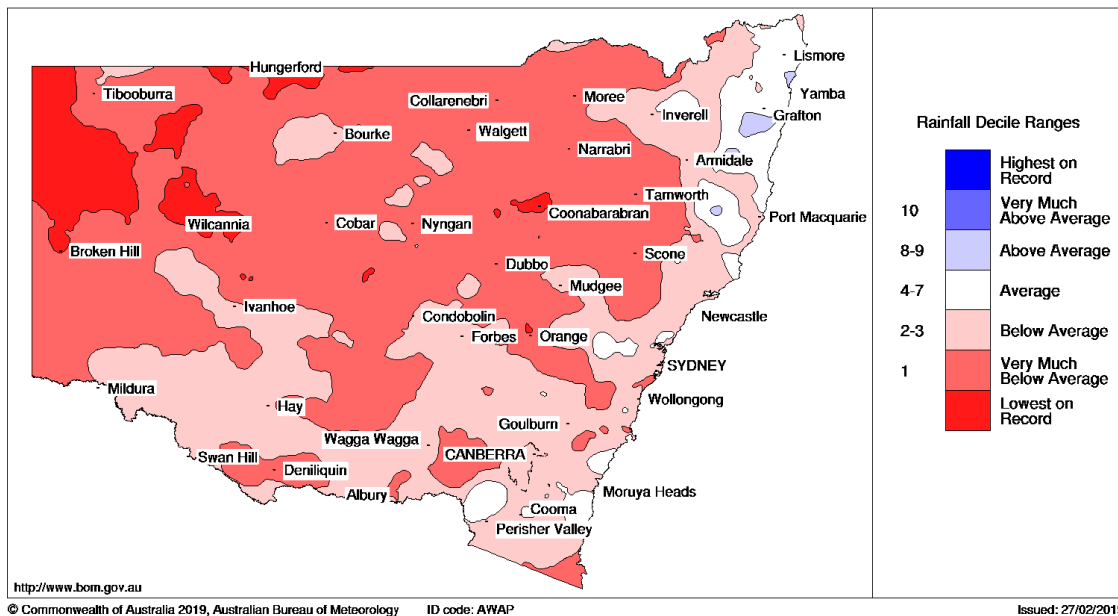 Lismore
Hungerford
Tibooburra
Yamba
Collarenebri
Moree
Grafton
Inverell
Bourke
Walgett
Narrabri
Armidale
Tamworth
Coonabarabran
Port Macquarie
Wilcannia
Cobar
Nyngan
Broken Hill
Scone
Dubbo
Mudgee
Ivanhoe
Condobolin
Newcastle
Forbes
Orange
SYDNEY
Mildura
Wollongong
Hay
Goulburn
Wagga Wagga
CANBERRA
Swan Hill
Deniliquin
Albury
Moruya Heads
Cooma
Perisher Valley
http://www.bom.gov.au
Rainfall Decile Ranges
Highest on
Record
10 Very Much
Above Average
8-9 Above Average
4-7 Average
2-3 Below Average
1 Very Much
Below Average
Lowest on
Record
© Commonwealth of Australia 2019, Australian Bureau of Meteorology ID code: AWAP Issued: